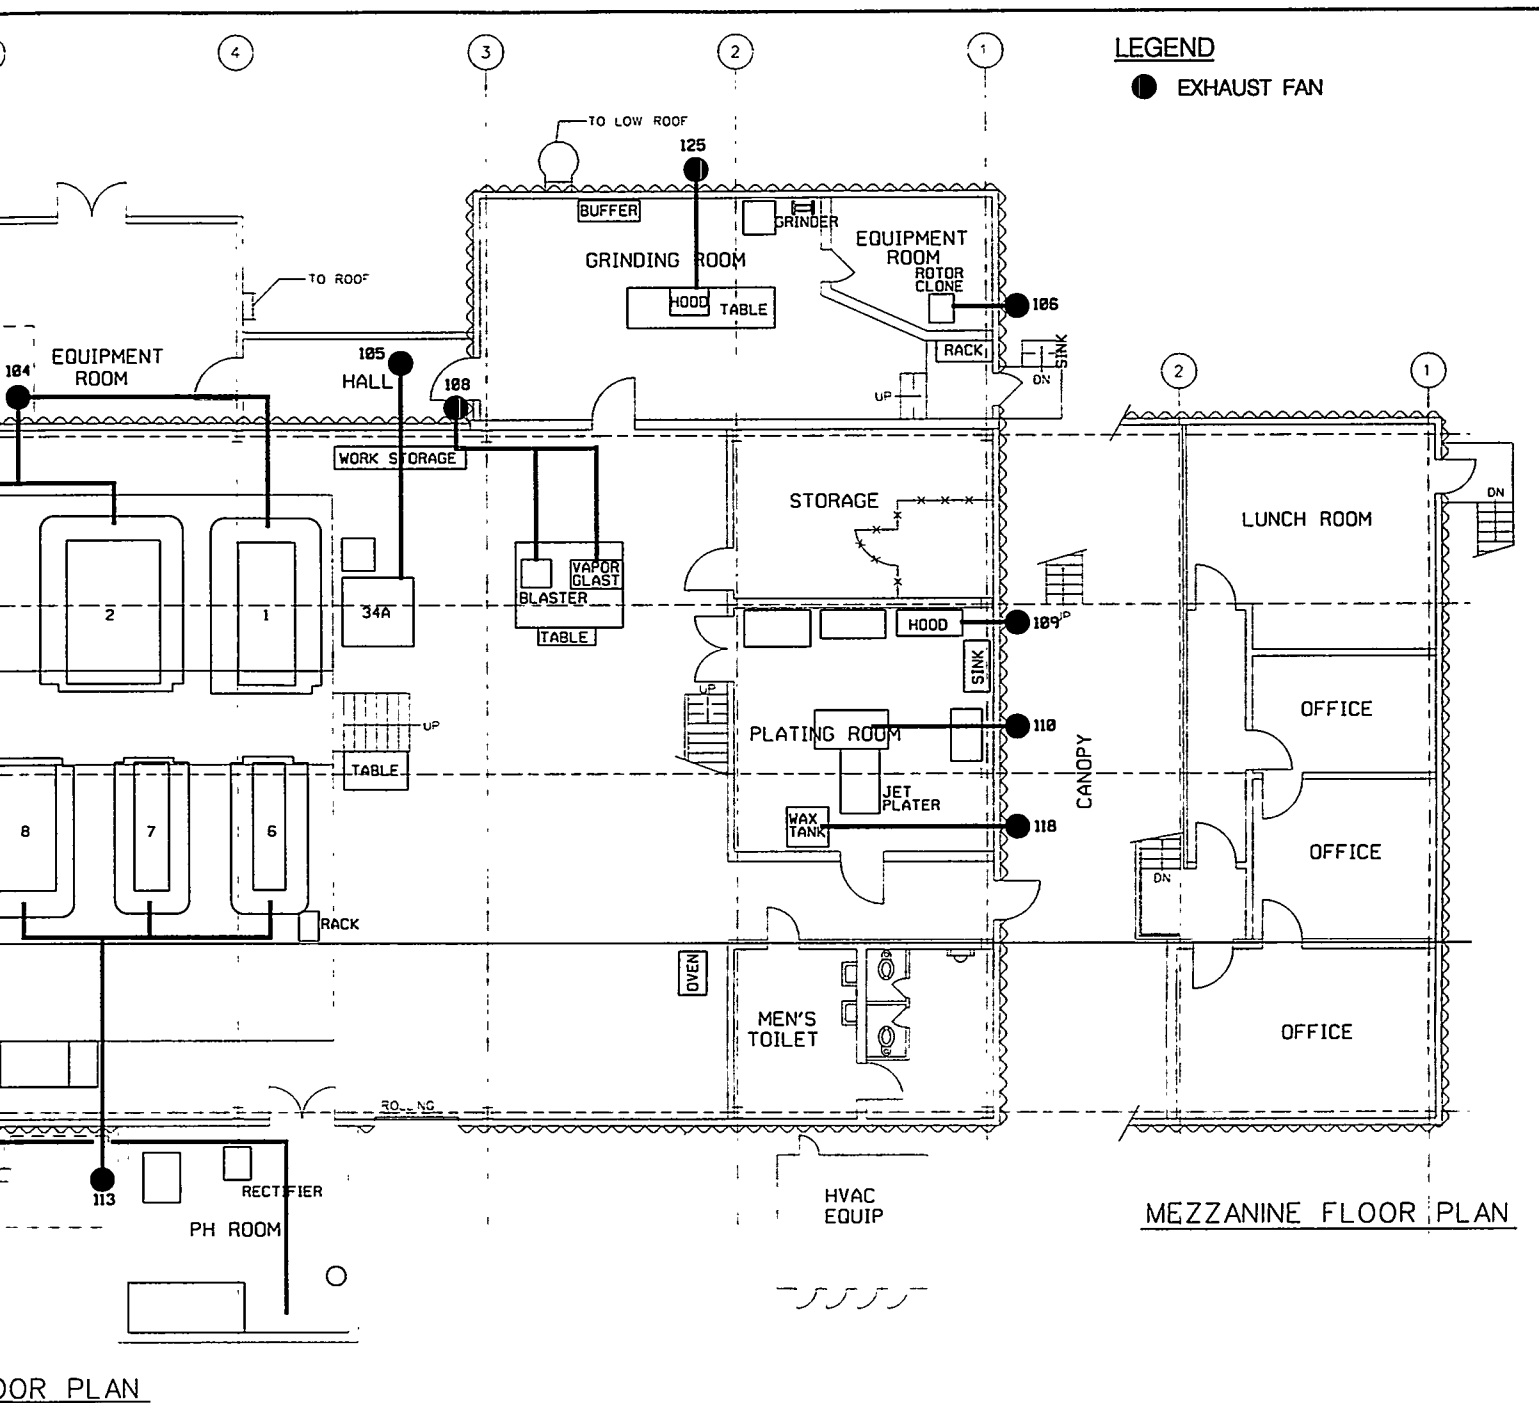 4
3
2
1
LEGEND
EXHAUST FAN
TO LOW ROOF
125
BUFFER
GRINDER
EQUIPMENT
ROOM
GRINDING ROOM
ROTOR
CLONE
TO ROOF
HOOD
TABLE
106
EQUIPMENT
ROOM
105
HALL
RACK
SINK
DN
104
108
UP
2
1
WORK STORAGE
STORAGE
LUNCH ROOM
DN
VAPOR
GLAST
BLASTER
2
1
34A
TABLE
HOOD
109
UP
SINK
UP
OFFICE
UP
PLATING ROOM
110
TABLE
CANOPY
JET
PLATER
8
7
6
WAX
TANK
118
OFFICE
DN
RACK
OVEN
MEN'S
TOILET
OFFICE
113
RECTIFIER
PH ROOM
HVAC
EQUIP
MEZZANINE FLOOR PLAN
OOR PLAN